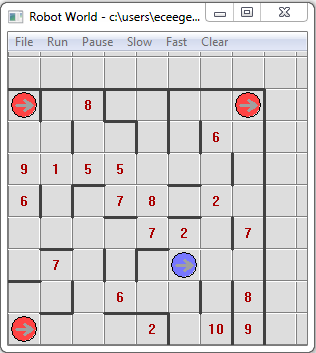 Robot World - c:\users\eceege...
File Run Pause Slow Fast Clear
8
6
9 1 5 5
6 7 8 2
7 2 7
7
6 8
2 10 9